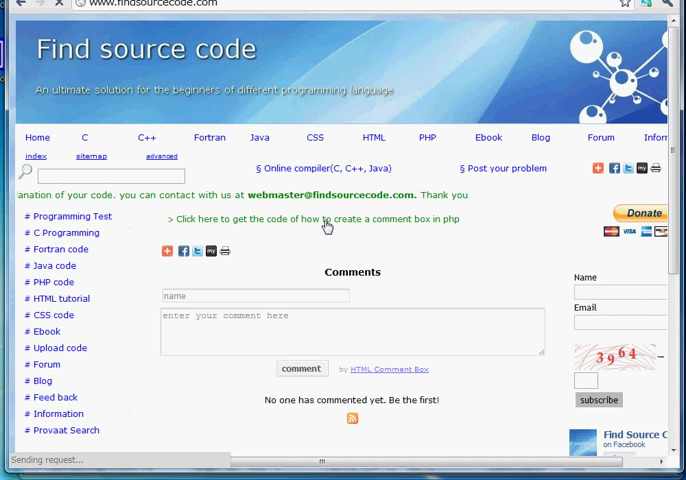 www.findsourcecode.com
Find source code
An ultimate solution for the beginners of different programming language
Home C C++ Fortran Java CSS HTML PHP Ebook Blog Forum Inforr
index sitemap advanced
§ Online compiler(C, C++, Java) § Post your problem
anation of your code. you can contact with us at webmaster@findsourcecode.com. Thank you
# Programming Test
> Click here to get the code of how to create a comment box in php
Donate
# C Programming
VISA
# Fortran code
my
# Java code
Comments
# PHP code
Name
# HTML tutorial
name
# CSS code
enter your comment here
Email
# Ebook
# Upload code
3964
# Forum
comment by HTML Comment Box
# Blog
# Feed back
No one has commented yet. Be the first!
subscribe
# Information
# Provaat Search
Find Source C
on Facebook
Sending request...